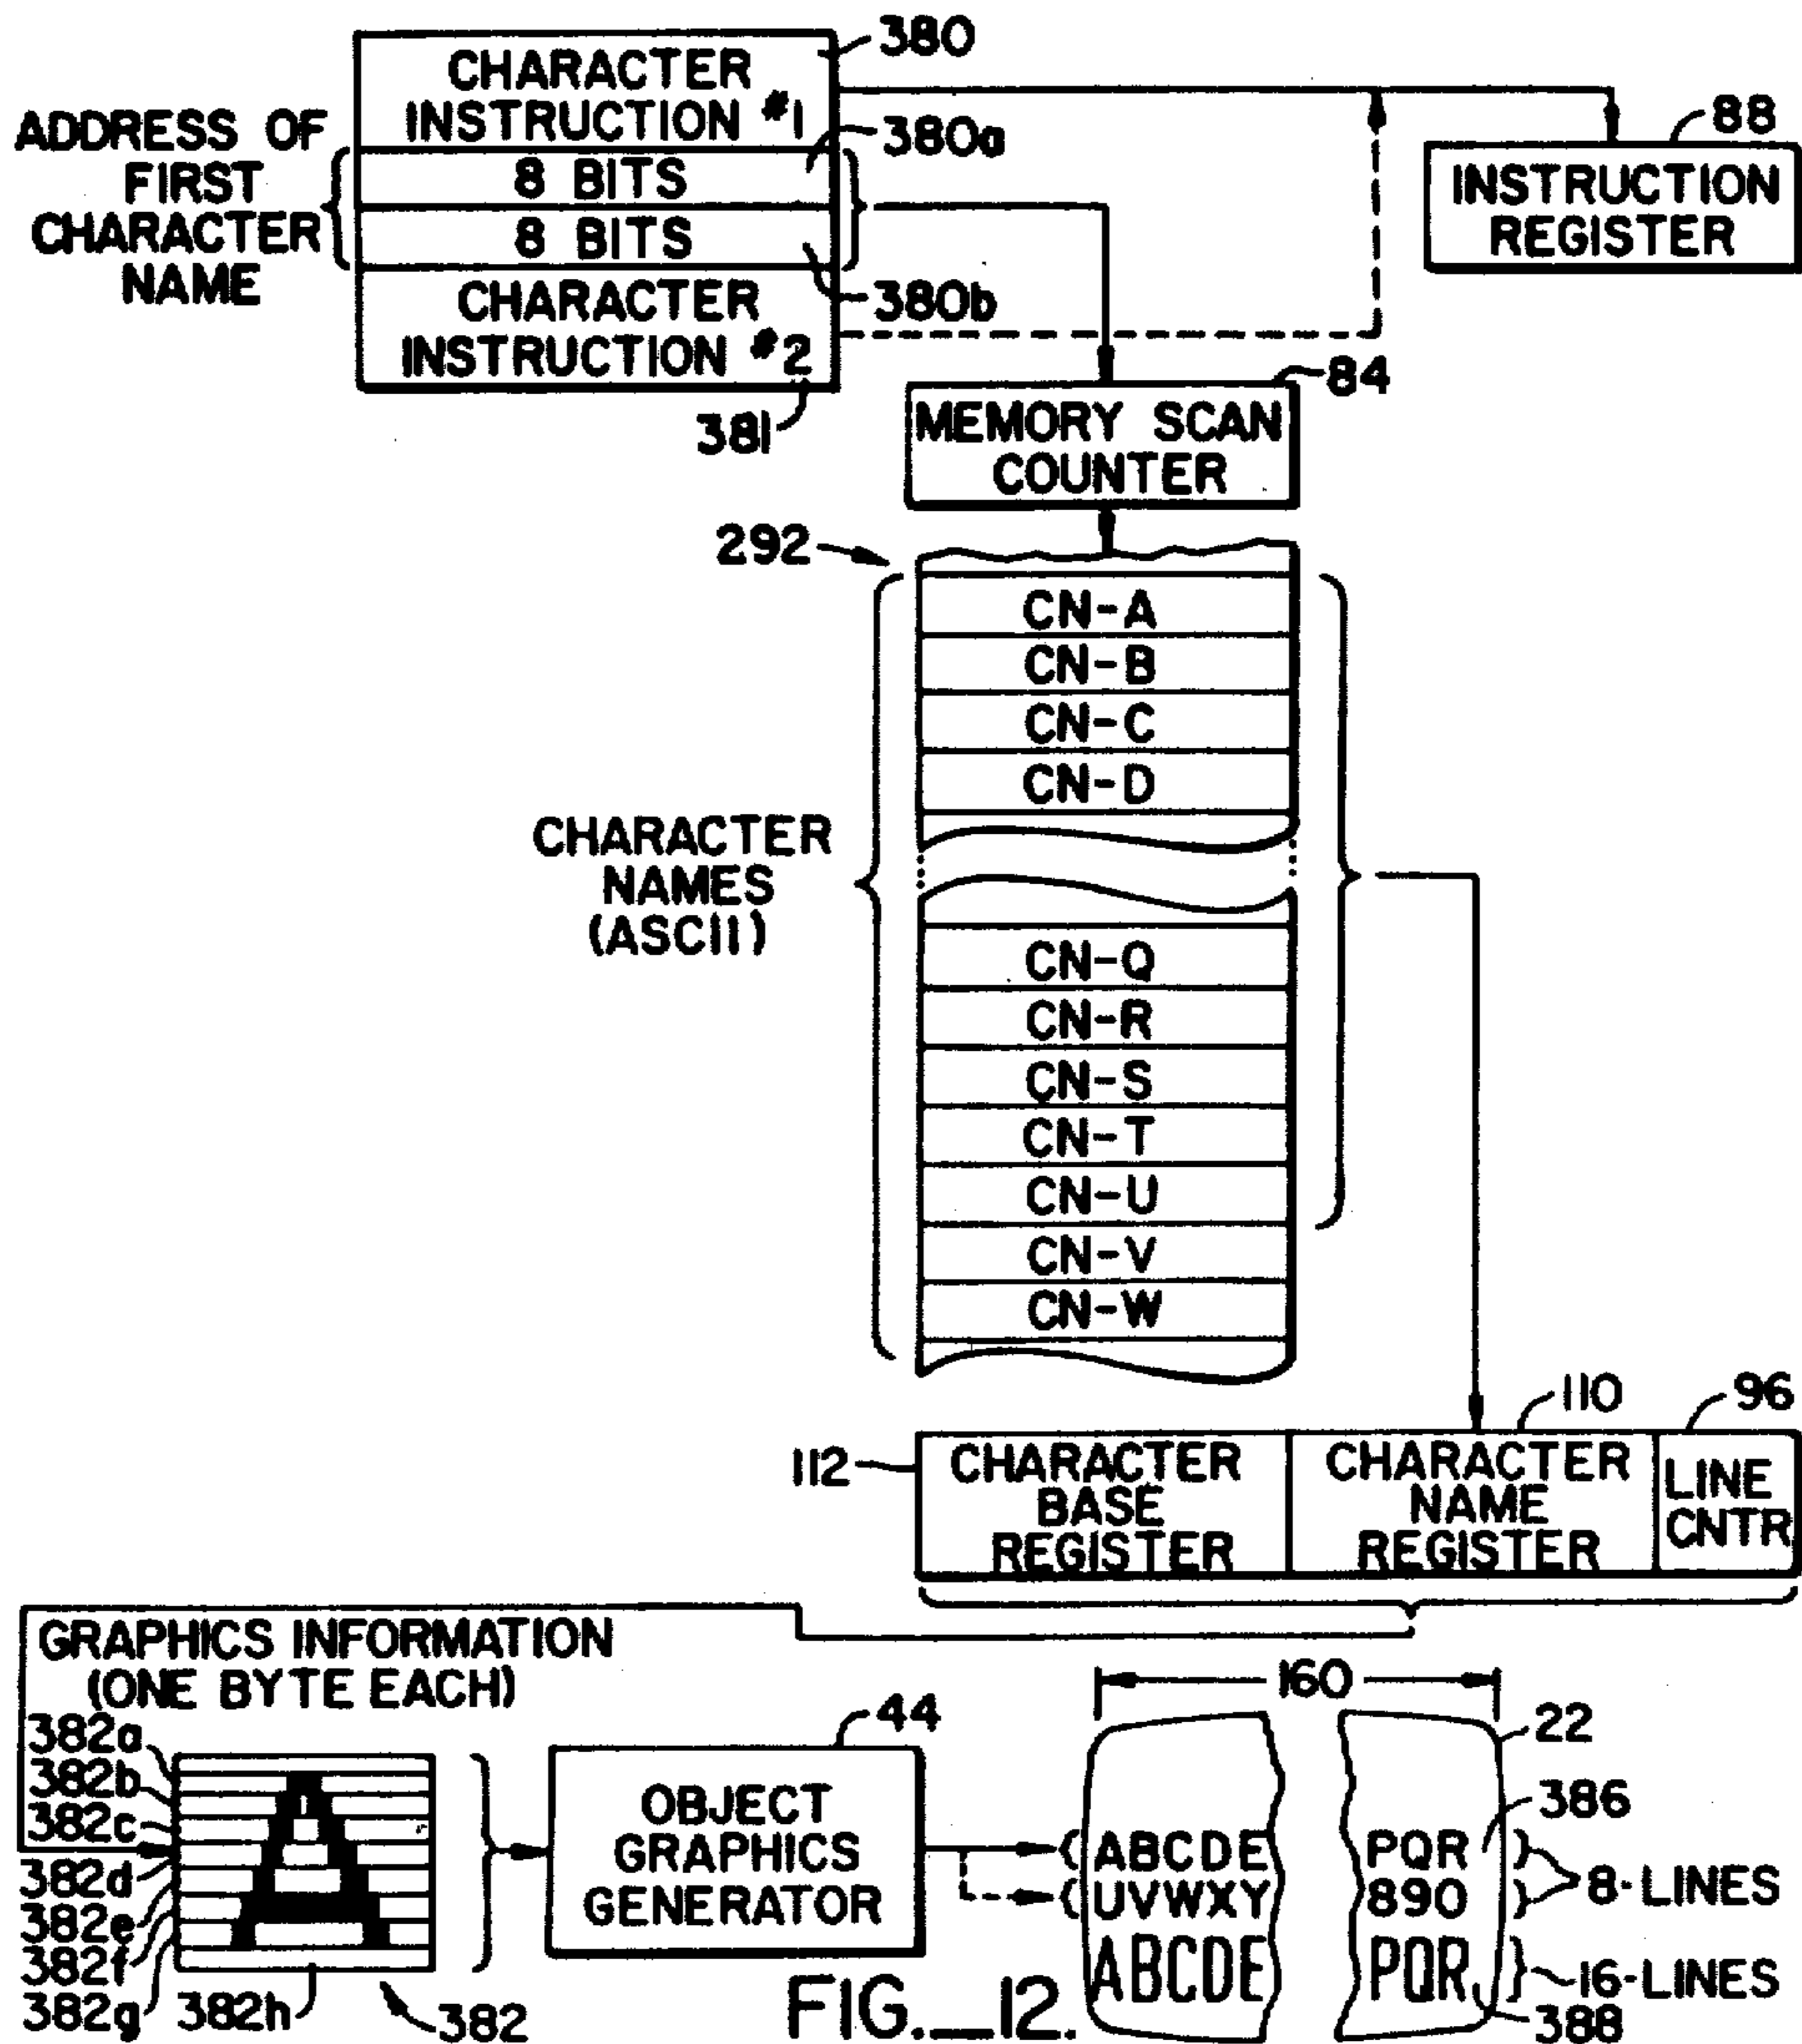 CHARACTER
INSTRUCTION #1
380
ADDRESS OF
FIRST
CHARACTER
NAME
8 BITS
380a
8 BITS
380b
CHARACTER
INSTRUCTION #2
381
88
INSTRUCTION
REGISTER
84
MEMORY SCAN
COUNTER
292
CN-A
CN-B
CN-C
CN-D
CHARACTER
NAMES
(ASCII)
CN-Q
CN-R
CN-S
CN-T
CN-U
CN-V
CN-W
112
CHARACTER
BASE
REGISTER
110
CHARACTER
NAME
REGISTER
96
LINE
CNTR
GRAPHICS INFORMATION
(ONE BYTE EACH)
382a
382b
382c
382d
382e
382f
382g
382h
382
44
OBJECT
GRAPHICS
GENERATOR
160
22
386
ABCDE PQR
UVWXY 890
8-LINES
ABCDE PQR
16-LINES
388
FIG._12.